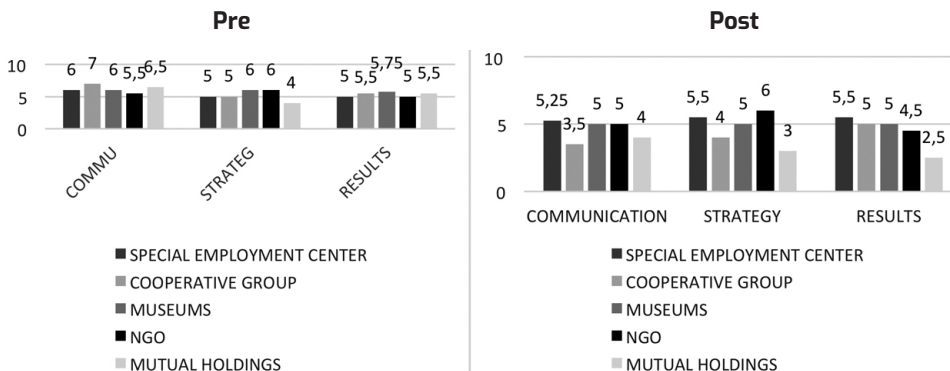 Pre
10
5
0
6 7 6 5,5 6,5
5 5 6 6 4
5 5,5 5,75 5 5,5
COMMU
STRATEG
RESULTS
SPECIAL EMPLOYMENT CENTER
COOPERATIVE GROUP
MUSEUMS
NGO
MUTUAL HOLDINGS
Post
10
5
0
5,25 3,5 5 5 4
5,5 4 5 6 3
5,5 5 5 4,5 2,5
COMMUNICATION
STRATEGY
RESULTS
SPECIAL EMPLOYMENT CENTER
COOPERATIVE GROUP
MUSEUMS
NGO
MUTUAL HOLDINGS